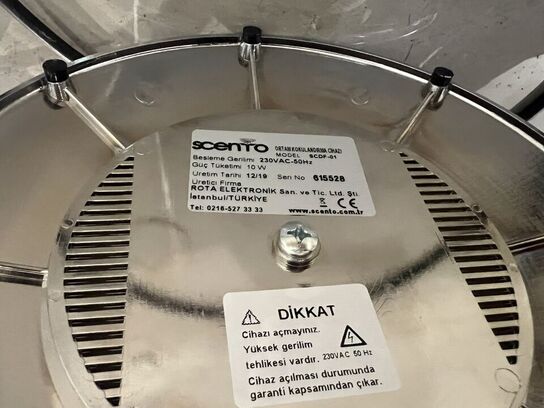 scento ORTAM KOKULANDIRMA CİHAZI
MODEL SCDF-01
Besleme Gerilimi 230VAC-50Hz
Güç Tüketimi 10 W
Üretim Tarihi 12/19 Seri No 615528
Üretici Firma
ROTA ELEKTRONİK San. ve Tic. Ltd. Şti.
İstanbul/TÜRKİYE
Tel: 0216-527 33 33 www.scento.com.tr
CE
DİKKAT
Cihazı açmayınız.
Yüksek gerilim
tehlikesi vardır. 230VAC 50 Hz
Cihaz açılması durumunda
garanti kapsamından çıkar.